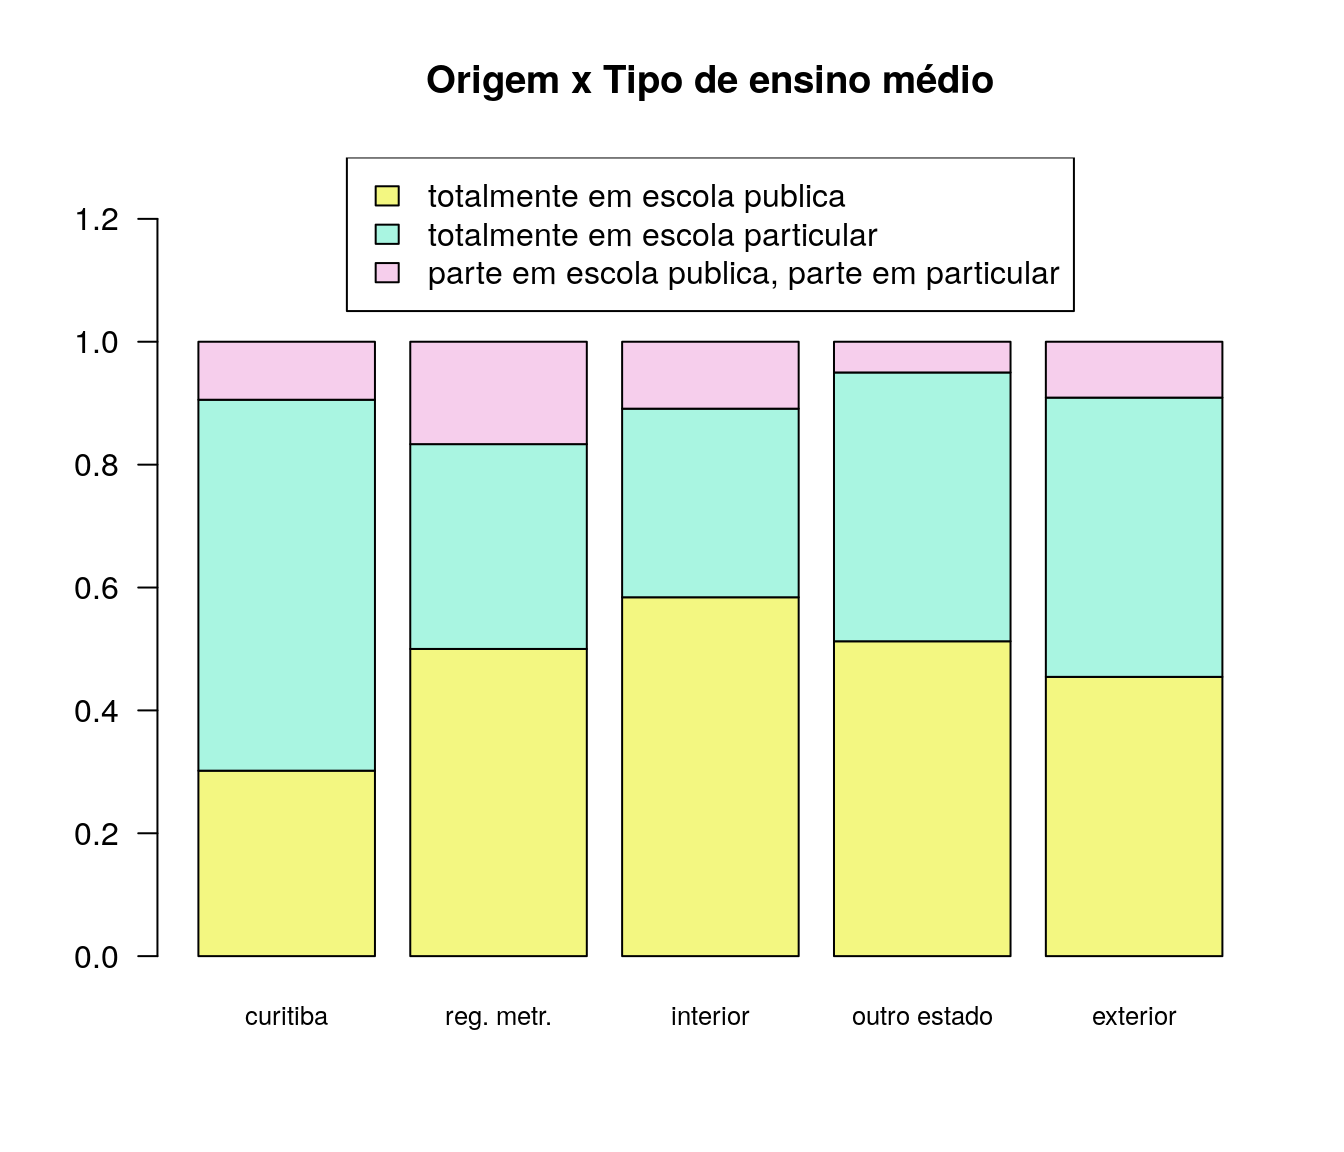 Origem x Tipo de ensino médio
totalmente em escola publica
totalmente em escola particular
parte em escola publica, parte em particular
1.2
1.0
0.8
0.6
0.4
0.2
0.0
curitiba reg. metr. interior outro estado exterior